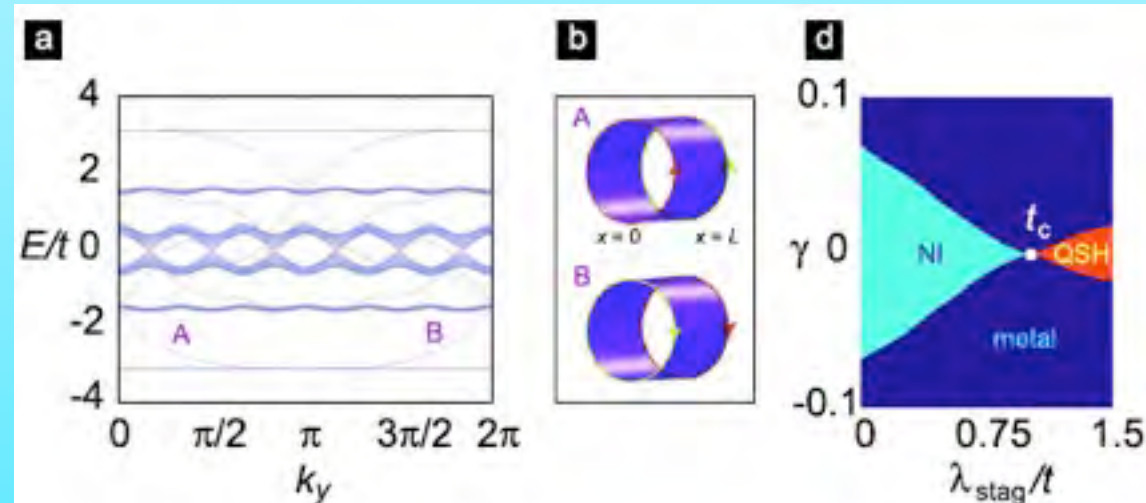 a
4
2
E/t 0
-2
-4
A
B
0 π/2 π 3π/2 2π
k_y
b
A
x = 0 x = L
B
d
0.1
γ 0
-0.1
NI
t_c
QSH
metal
0 0.75 1.5
λ_stag/t